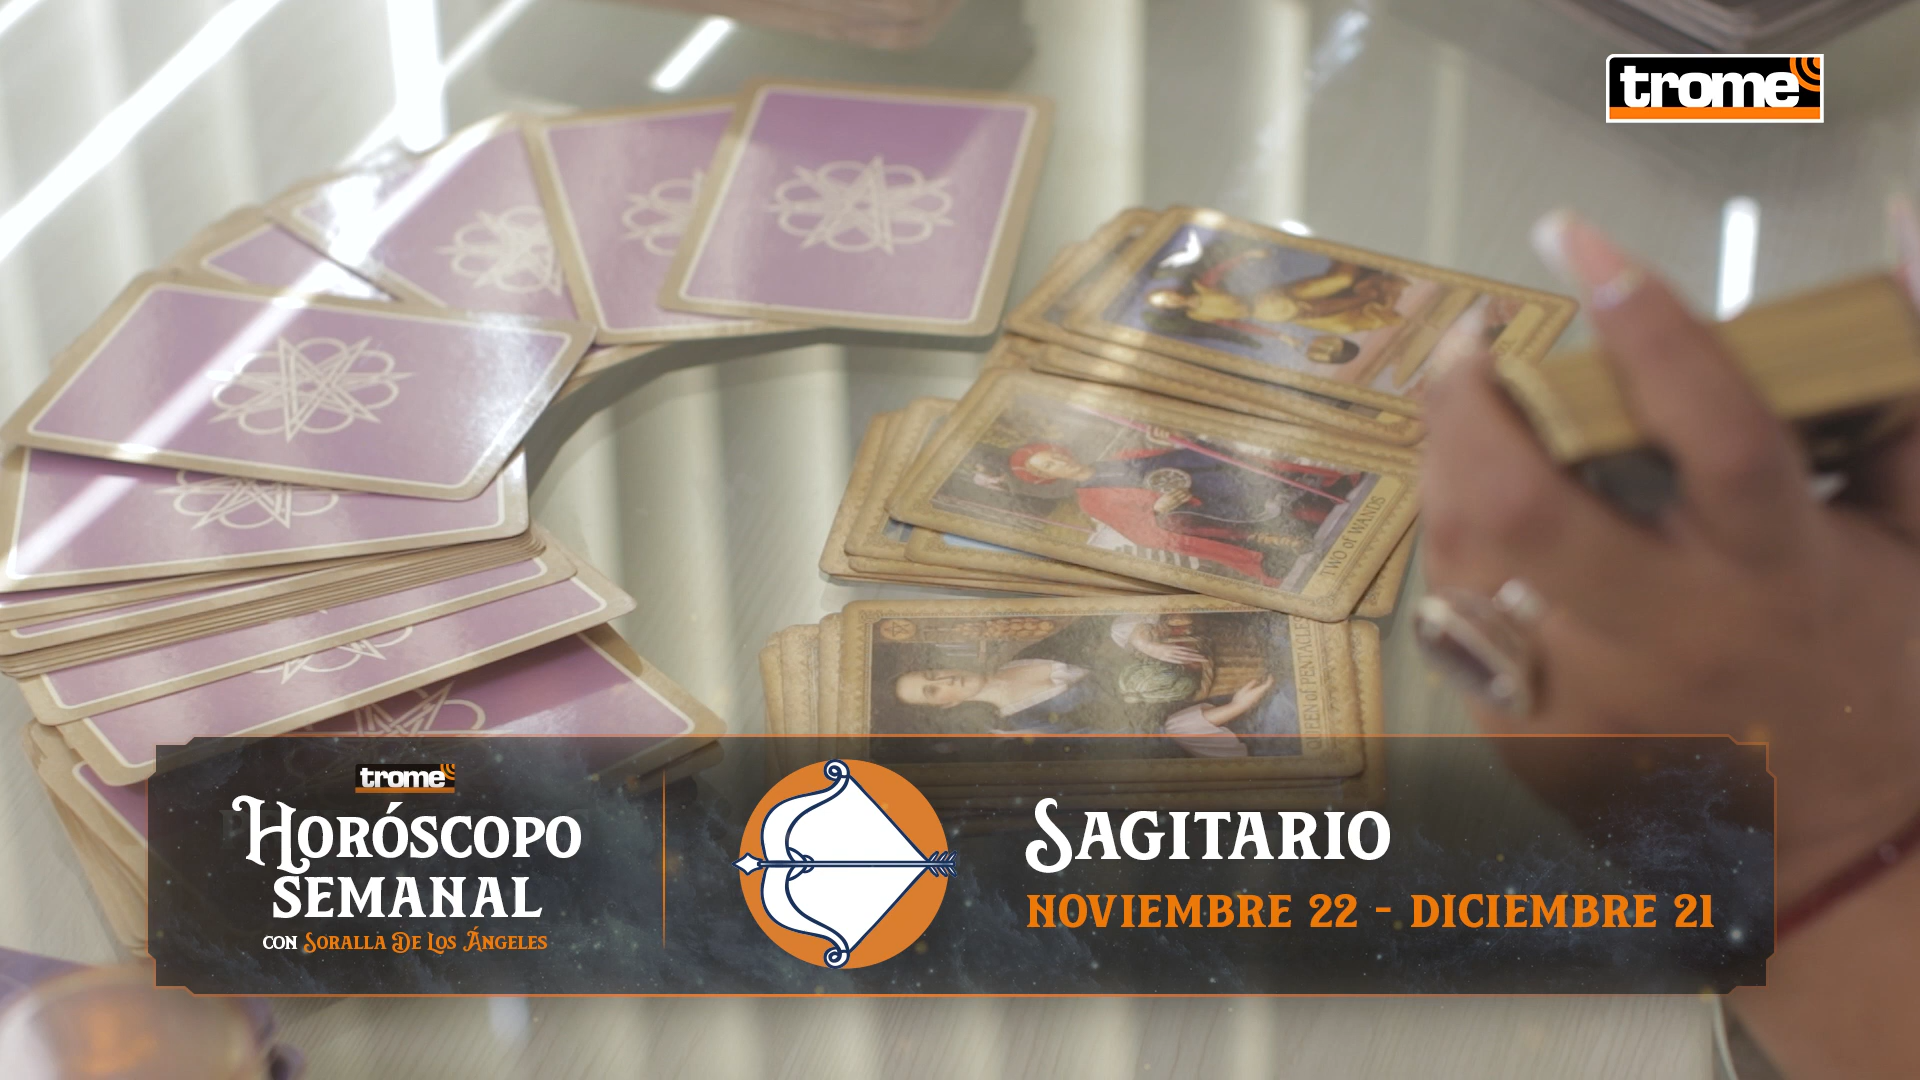 trome
TWO of WANDS
QUEEN of PENTACLES
trome
HORÓSCOPO
SEMANAL
CON SORALLA DE LOS ÁNGELES
SAGITARIO
NOVIEMBRE 22 - DICIEMBRE 21